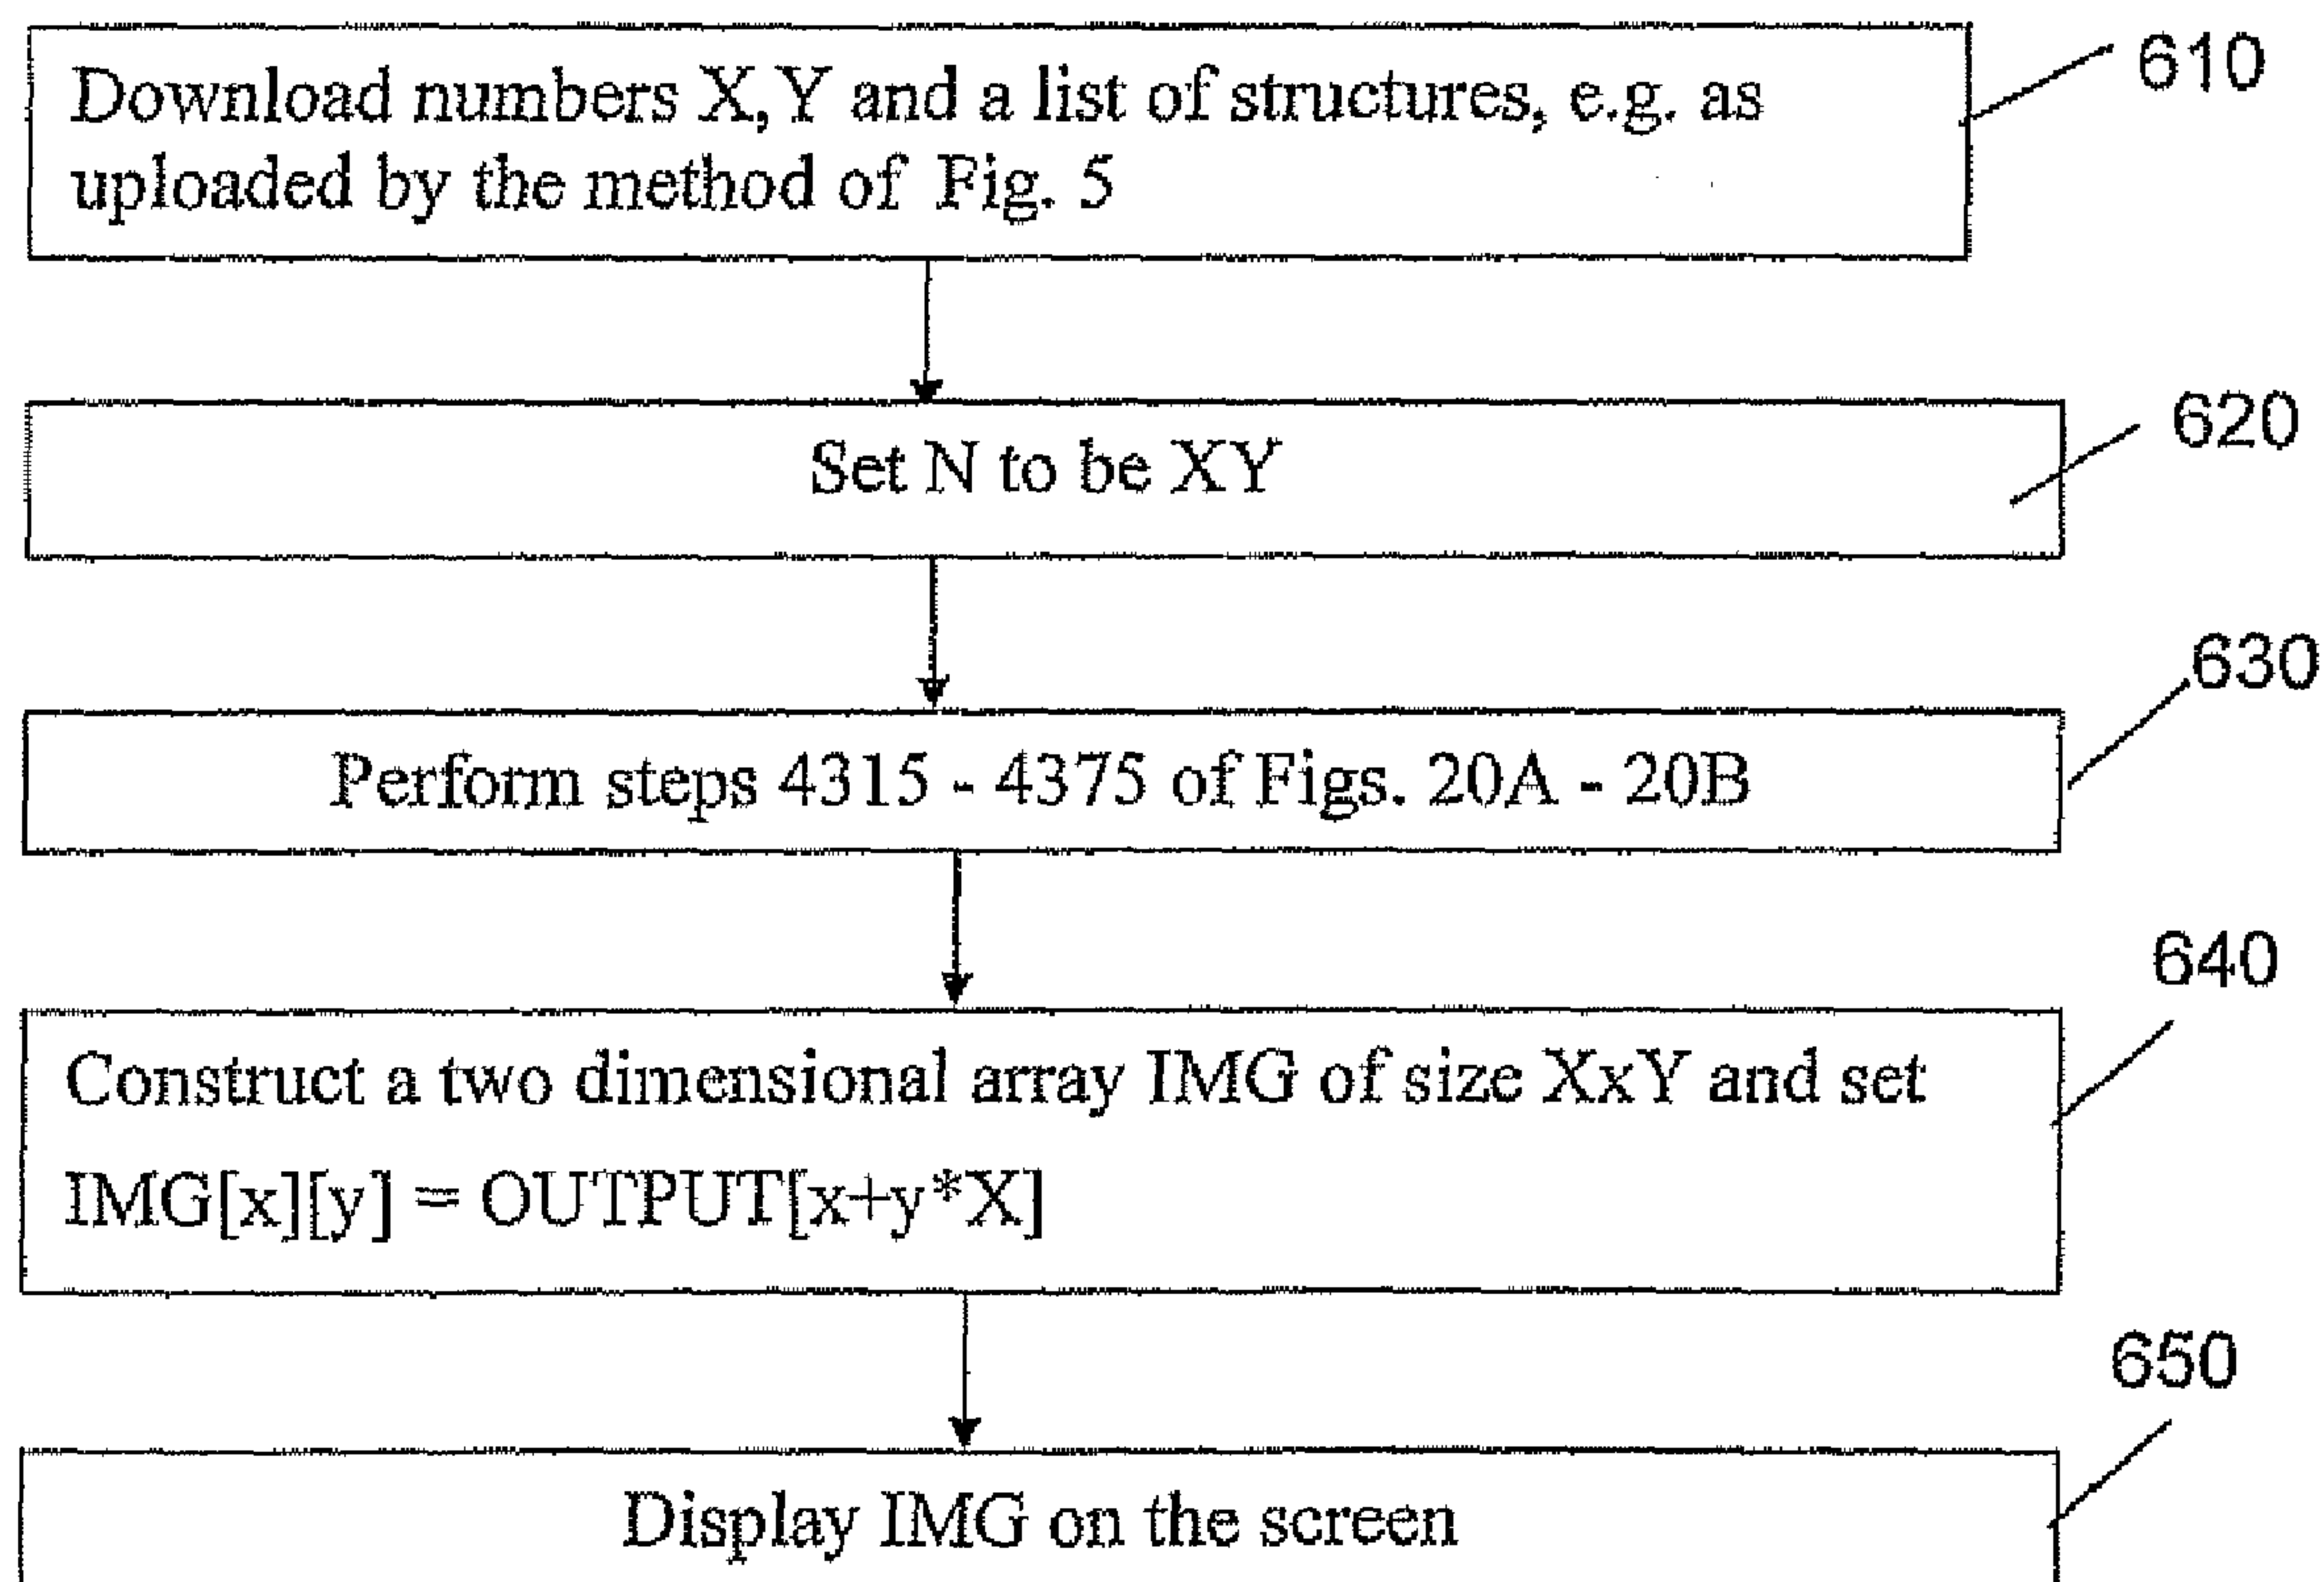 Download numbers X, Y and a list of structures, e.g. as
uploaded by the method of Fig. 5
610
Set N to be XY
620
Perform steps 4315 - 4375 of Figs. 20A - 20B
630
Construct a two dimensional array IMG of size XxY and set
IMG[x][y] = OUTPUT[x+y*X]
640
Display IMG on the screen
650